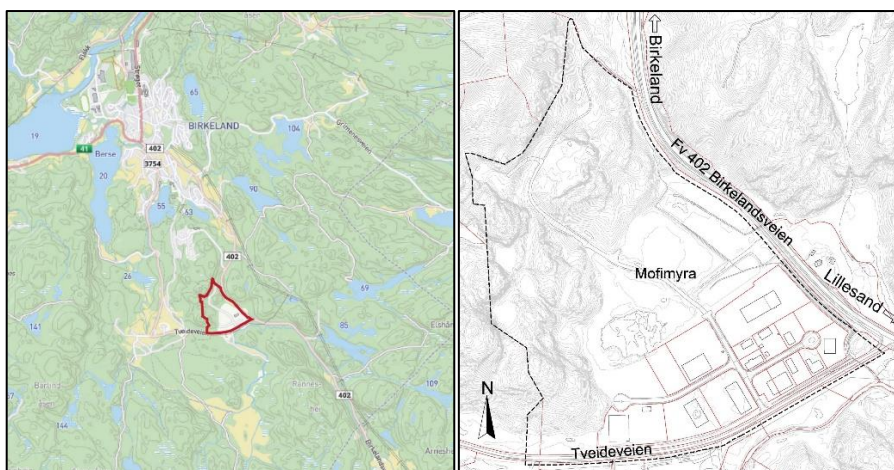 65
19
BIRKELAND
104
41
402
Berse
3754
20
90
55
63
402
26
69
141
Tveideveien
85
109
144
402
Birkeland
Fv 402 Birkelandsveien
Mofimyra
Lillesand
N
Tveideveien